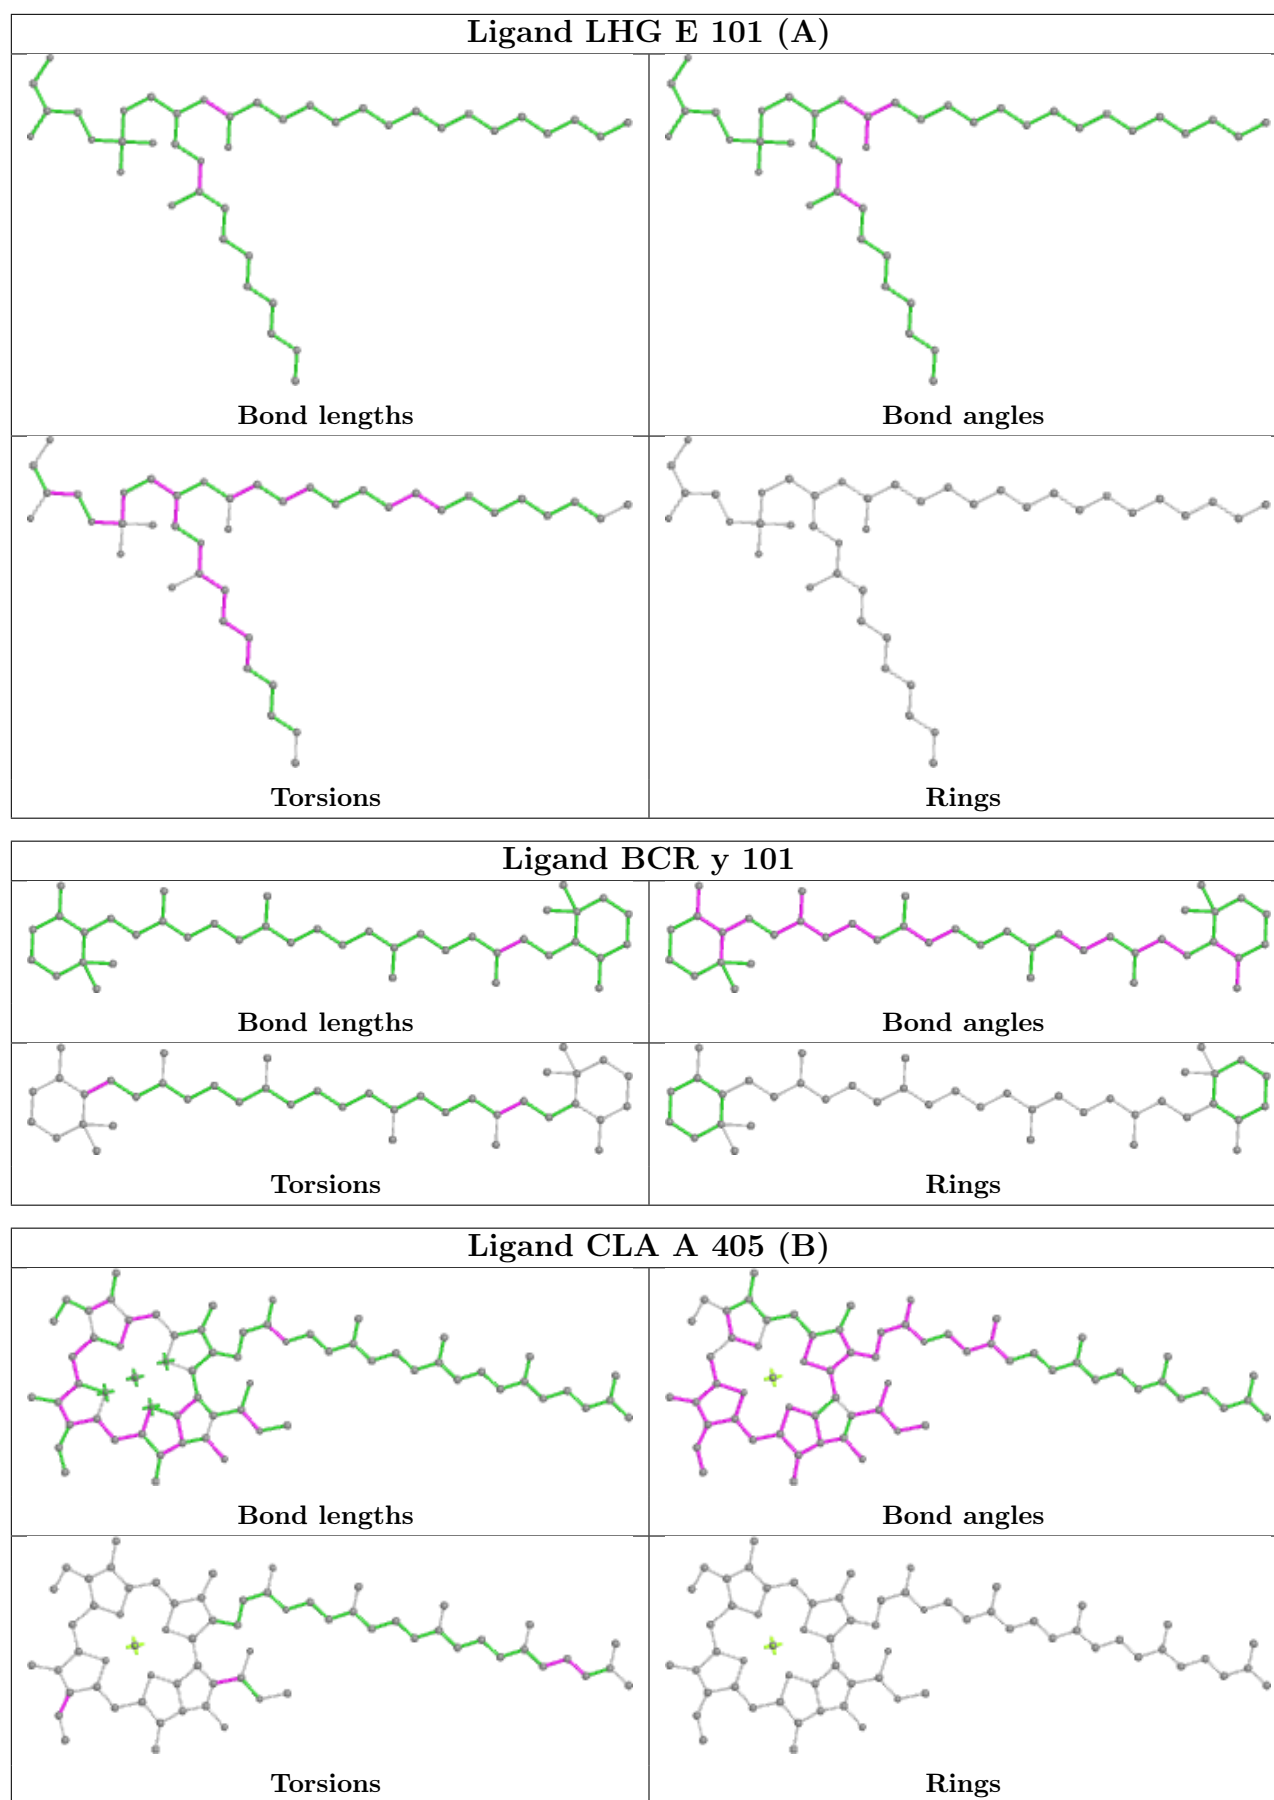 Ligand LHG E 101 (A)
Bond lengths
Bond angles
Torsions
Rings
Ligand BCR y 101
Bond lengths
Bond angles
Torsions
Rings
Ligand CLA A 405 (B)
Bond lengths
Bond angles
Torsions
Rings